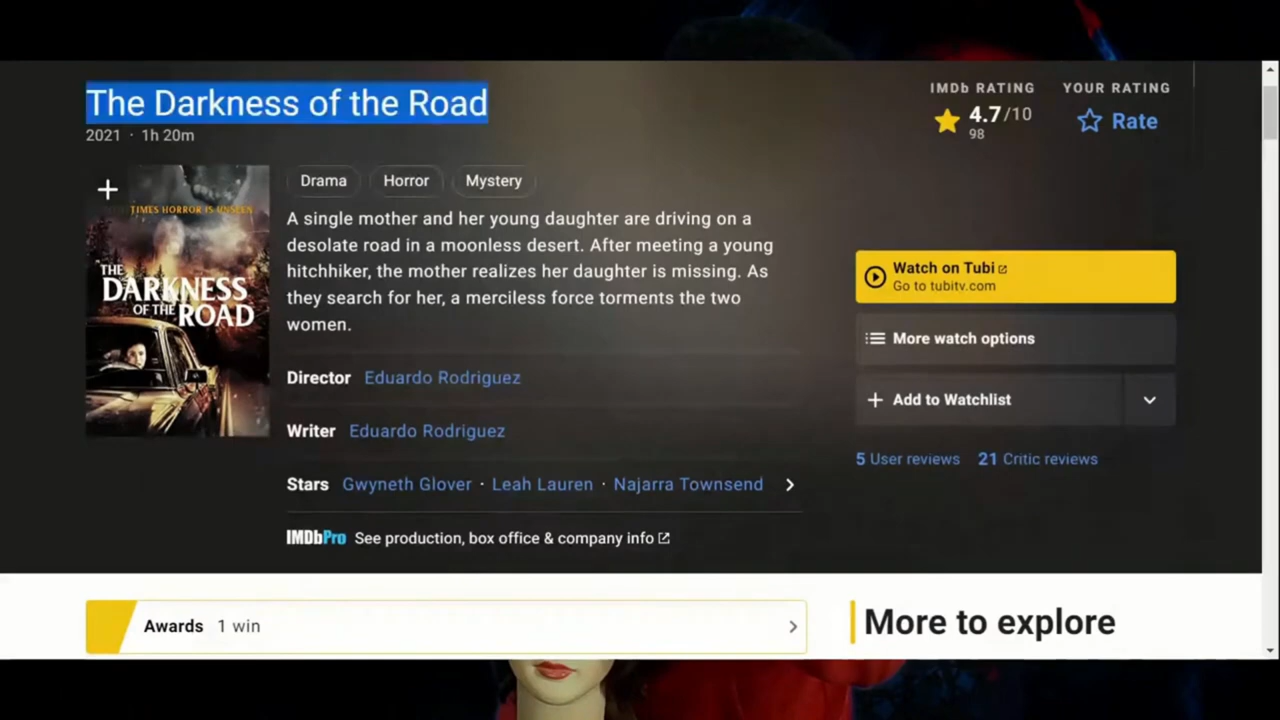 The Darkness of the Road
IMDb RATING
YOUR RATING
2021 · 1h 20m
4.7/10
98
Rate
TIMES HORROR IS UNSEEN
THE
DARKNESS
OF THE ROAD
Drama
Horror
Mystery
A single mother and her young daughter are driving on a
desolate road in a moonless desert. After meeting a young
hitchhiker, the mother realizes her daughter is missing. As
they search for her, a merciless force torments the two
women.
Director Eduardo Rodriguez
Writer Eduardo Rodriguez
Stars Gwyneth Glover · Leah Lauren · Najarra Townsend
IMDbPro See production, box office & company info
Watch on Tubi
Go to tubitv.com
More watch options
+ Add to Watchlist
5 User reviews 21 Critic reviews
Awards 1 win
More to explore